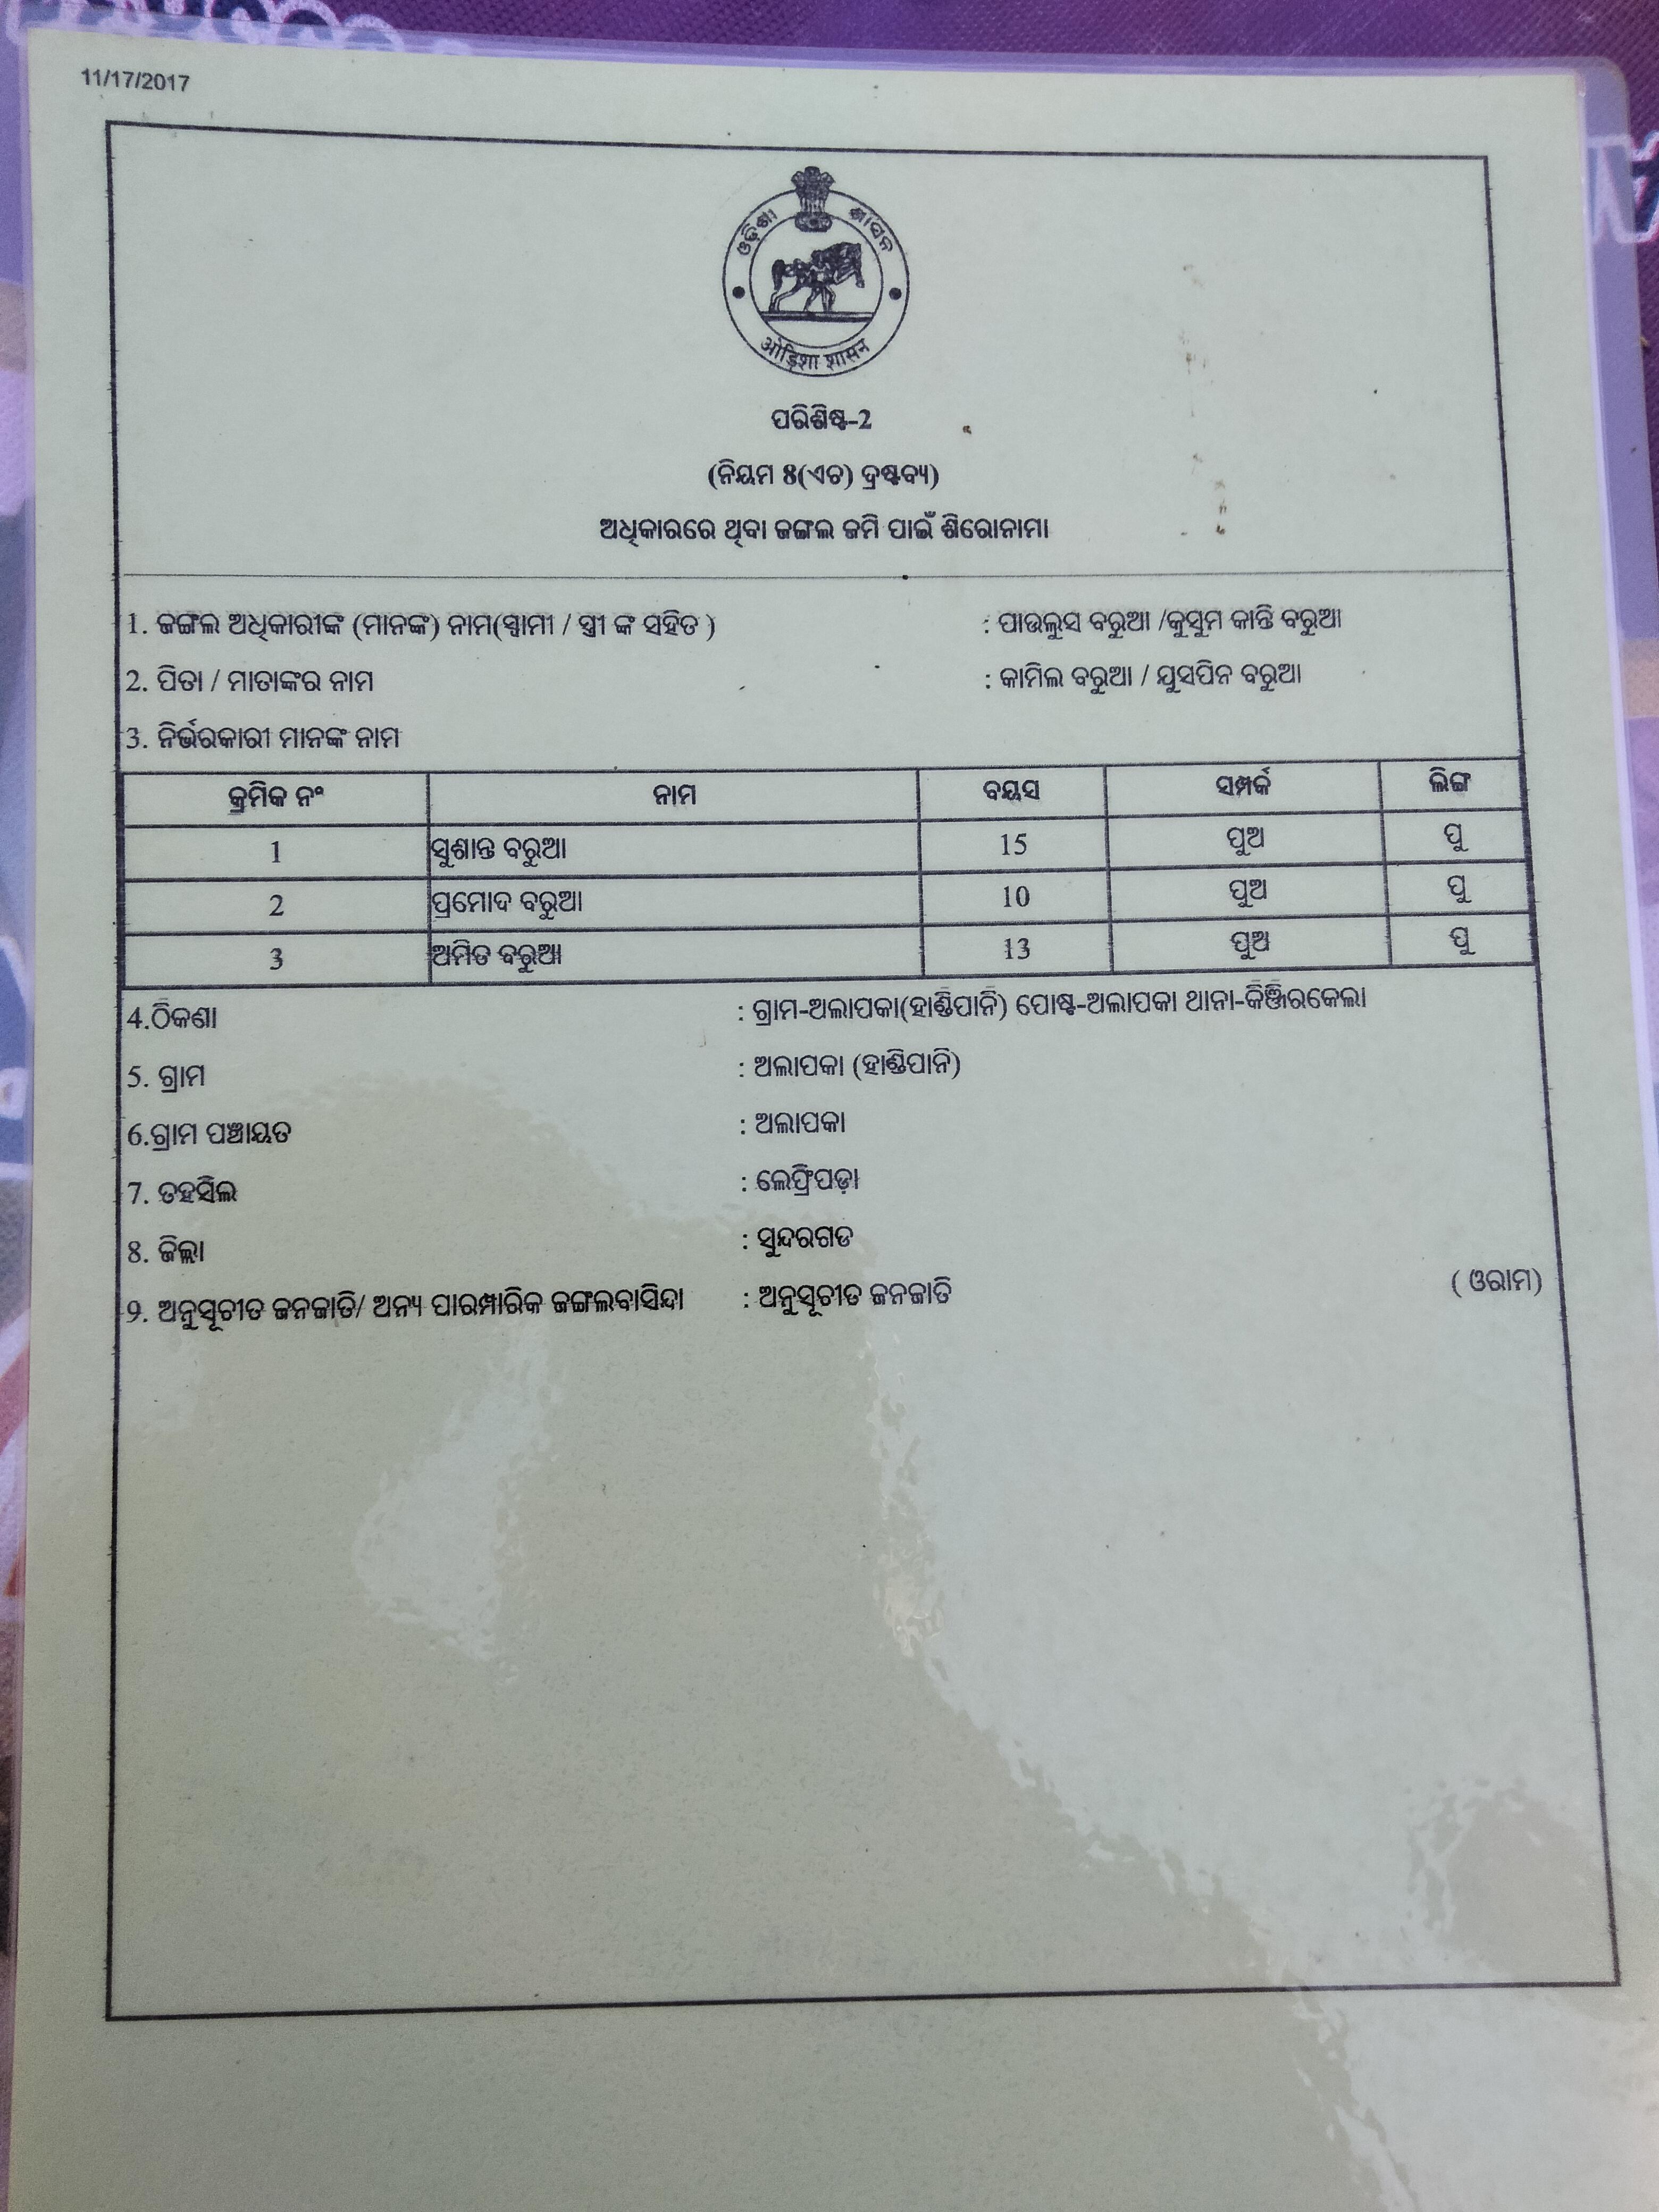 11/17/2017
ଓଡ଼ିଶା ଶାସନ
ओड़िशा शासन
ପରିଶିଷ୍ଟ-2
(ନିୟମ 8(ଏଚ) ଦ୍ରଷ୍ଟବ୍ୟ)
ଅଧିକାରରେ ଥିବା ଜଙ୍ଗଲ ଜମି ପାଇଁ ଶିରୋନାମା
1. ଜଙ୍ଗଲ ଅଧିକାରୀଙ୍କ (ମାନଙ୍କ) ନାମ(ସ୍ଵାମୀ / ସ୍ତ୍ରୀ ଙ୍କ ସହିତ ) : ପାଉଲୁସ ବରୁଆ /କୁସୁମ କାନ୍ତି ବରୁଆ
2. ପିତା / ମାତାଙ୍କର ନାମ : କାମିଲ ବରୁଆ / ଯୁସପିନ ବରୁଆ
3. ନିର୍ଭରକାରୀ ମାନଙ୍କ ନାମ
କ୍ରମିକ ନଂ ନାମ ବୟସ ସମ୍ପର୍କ ଲିଙ୍ଗ
1 ସୁଶାନ୍ତ ବରୁଆ 15 ପୁଅ ପୁ
2 ପ୍ରମୋଦ ବରୁଆ 10 ପୁଅ ପୁ
3 ଅମିତ ବରୁଆ 13 ପୁଅ ପୁ
4.ଠିକଣା : ଗ୍ରାମ-ଅଲାପକା(ହାଣ୍ଡିପାନି) ପୋଷ୍ଟ-ଅଲାପକା ଥାନା-କିଞ୍ଜିରକେଲା
5. ଗ୍ରାମ : ଅଲାପକା (ହାଣ୍ଡିପାନି)
6.ଗ୍ରାମ ପଞ୍ଚାୟତ : ଅଲାପକା
7. ତହସିଲ : ଲେଫ୍ରିପଡ଼ା
8. ଜିଲ୍ଲା : ସୁନ୍ଦରଗଡ
9. ଅନୁସୂଚୀତ ଜନଜାତି/ ଅନ୍ୟ ପାରମ୍ପାରିକ ଜଙ୍ଗଲବାସିନ୍ଦା : ଅନୁସୂଚୀତ ଜନଜାତି ( ଓରାମ)